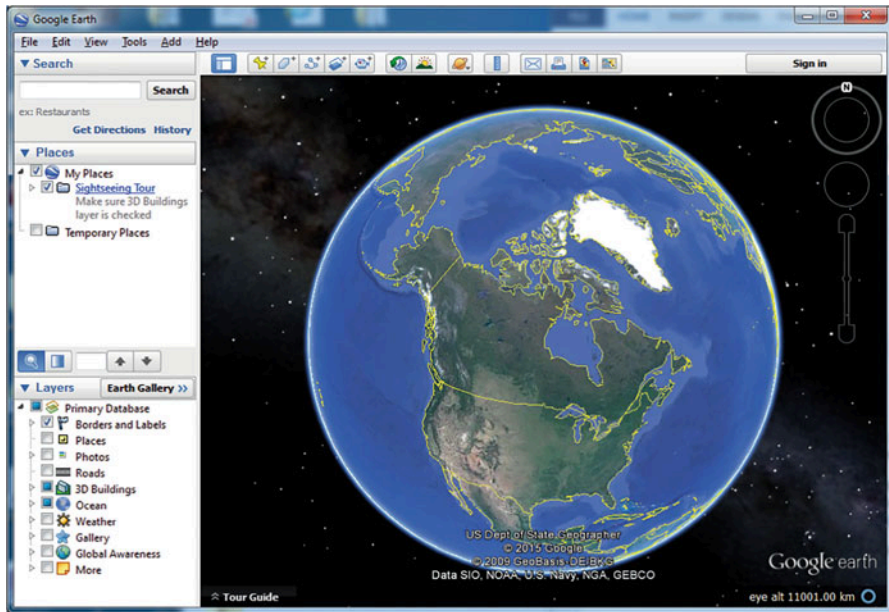 Google Earth
File Edit View Tools Add Help
Search
Search
ex: Restaurants
Get Directions History
Places
My Places
Sightseeing Tour
Make sure 3D Buildings
layer is checked
Temporary Places
Layers
Earth Gallery >>
Primary Database
Borders and Labels
Places
Photos
Roads
3D Buildings
Ocean
Weather
Gallery
Global Awareness
More
Sign in
N
US Dept of State Geographer
© 2015 Google
© 2009 GeoBasis-DE/BKG
Data SIO, NOAA, U.S. Navy, NGA, GEBCO
Google earth
Tour Guide
eye alt 11001.00 km